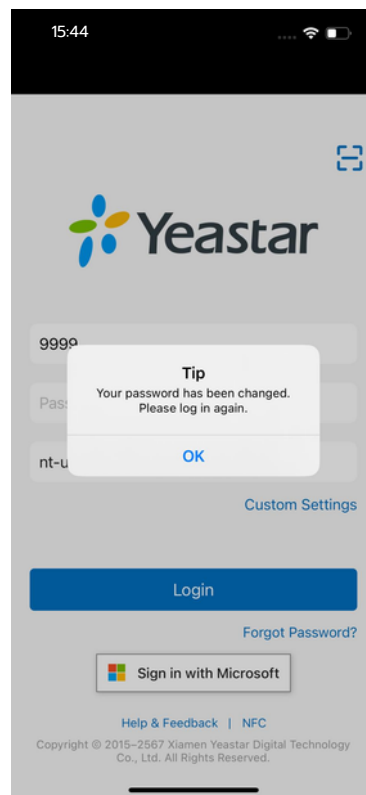 15:44
Yeastar
9999
Tip
Your password has been changed.
Please log in again.
Pas
OK
nt-u
Custom Settings
Login
Forgot Password?
Sign in with Microsoft
Help & Feedback | NFC
Copyright © 2015–2567 Xiamen Yeastar Digital Technology
Co., Ltd. All Rights Reserved.